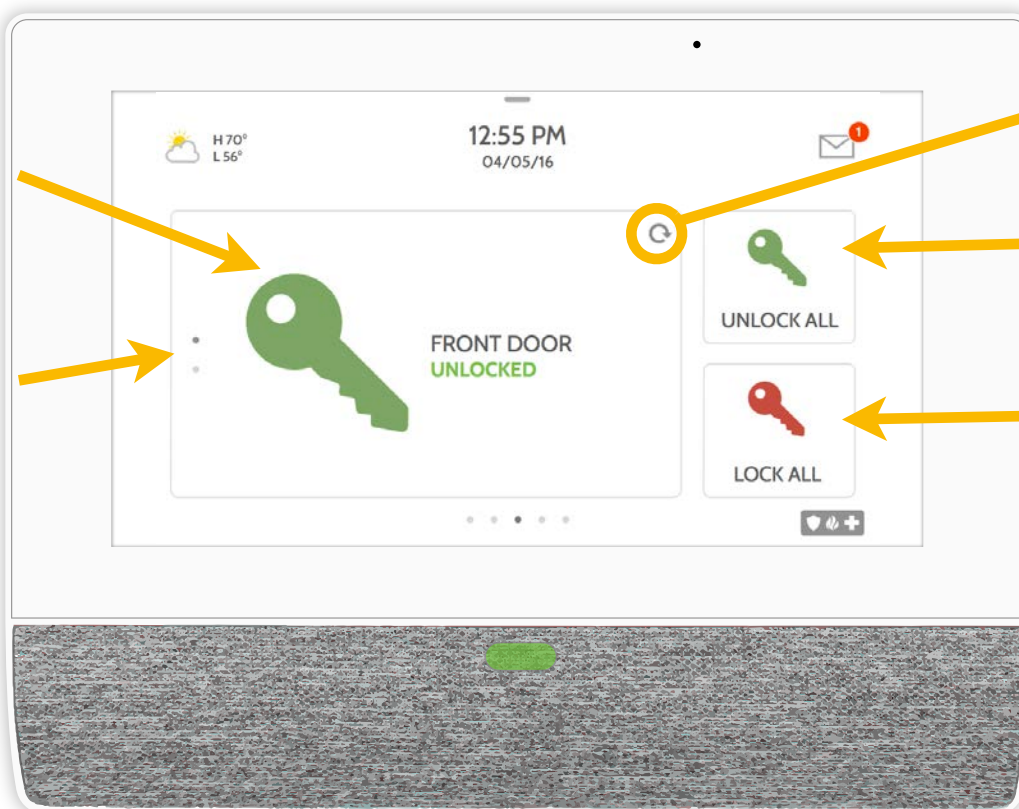 H 70°
L 56°
12:55 PM
04/05/16
1
FRONT DOOR
UNLOCKED
UNLOCK ALL
LOCK ALL